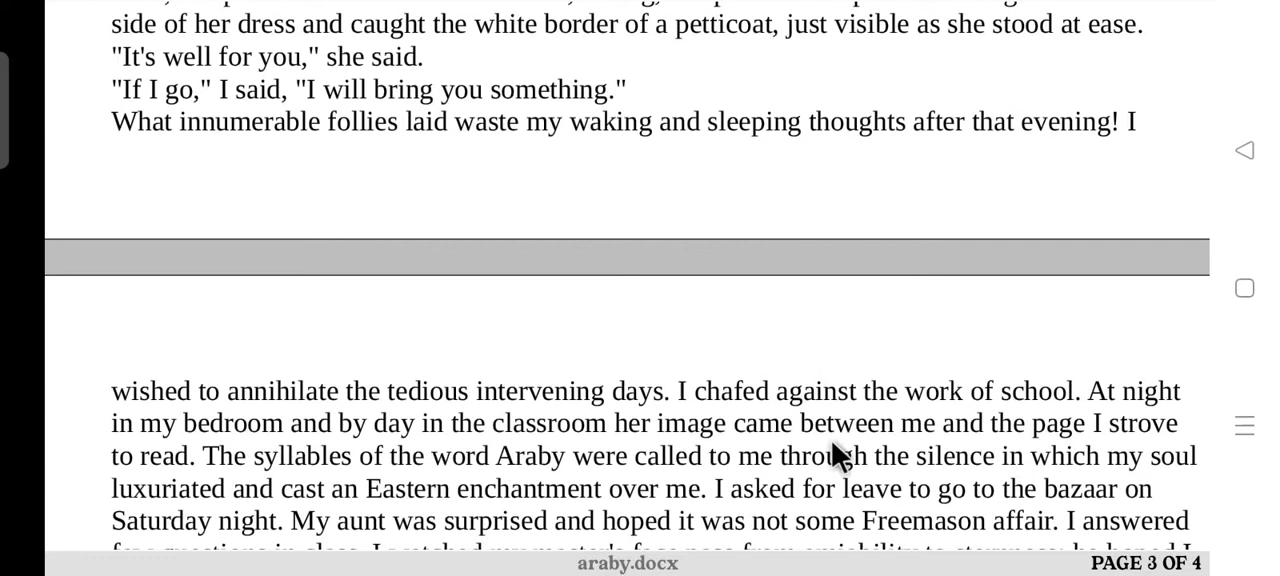 side of her dress and caught the white border of a petticoat, just visible as she stood at ease.
"It's well for you," she said.
"If I go," I said, "I will bring you something."
What innumerable follies laid waste my waking and sleeping thoughts after that evening! I
wished to annihilate the tedious intervening days. I chafed against the work of school. At night
in my bedroom and by day in the classroom her image came between me and the page I strove
to read. The syllables of the word Araby were called to me through the silence in which my soul
luxuriated and cast an Eastern enchantment over me. I asked for leave to go to the bazaar on
Saturday night. My aunt was surprised and hoped it was not some Freemason affair. I answered
araby.docx
PAGE 3 OF 4